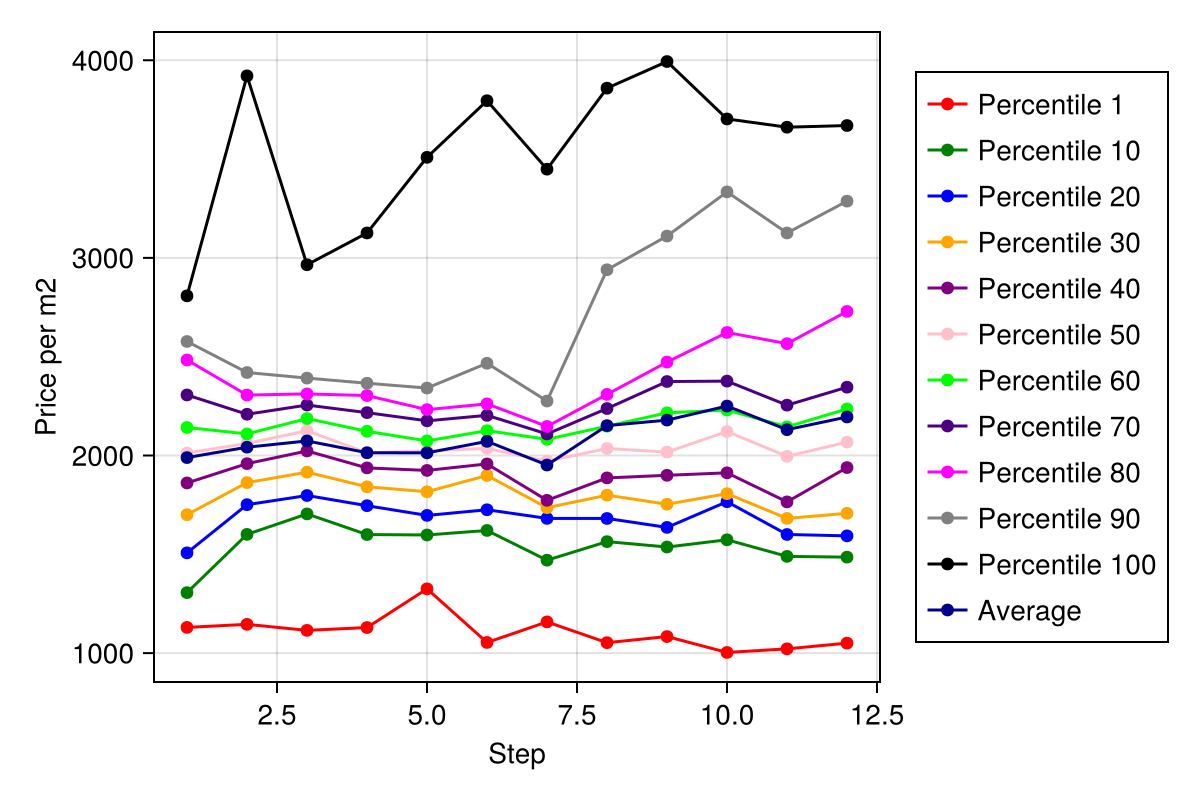 4000
3000
2000
1000
Price per m2
2.5 5.0 7.5 10.0 12.5
Step
Percentile 1
Percentile 10
Percentile 20
Percentile 30
Percentile 40
Percentile 50
Percentile 60
Percentile 70
Percentile 80
Percentile 90
Percentile 100
Average